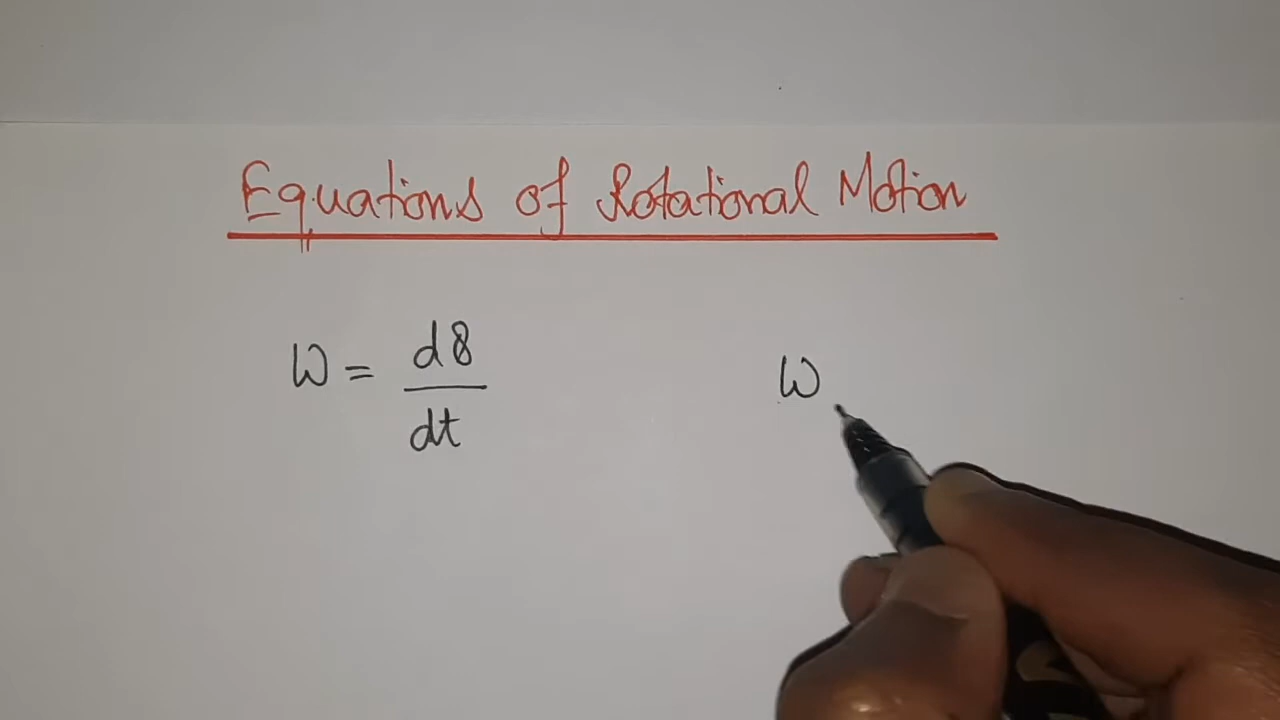 Equations of Rotational Motion
ω = dθ/dt
ω